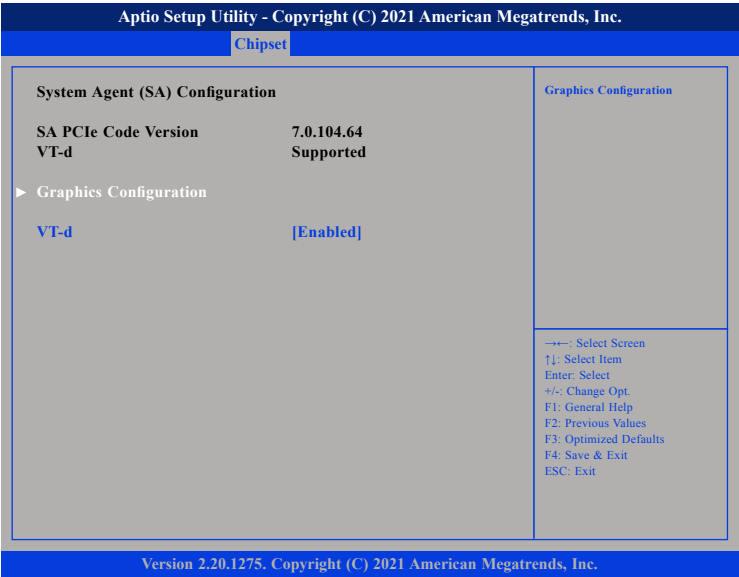 Aptio Setup Utility - Copyright (C) 2021 American Megatrends, Inc.
Chipset
System Agent (SA) Configuration
SA PCIe Code Version 7.0.104.64
VT-d Supported
► Graphics Configuration
VT-d [Enabled]
Graphics Configuration
→←: Select Screen
↑↓: Select Item
Enter: Select
+/-: Change Opt.
F1: General Help
F2: Previous Values
F3: Optimized Defaults
F4: Save & Exit
ESC: Exit
Version 2.20.1275. Copyright (C) 2021 American Megatrends, Inc.